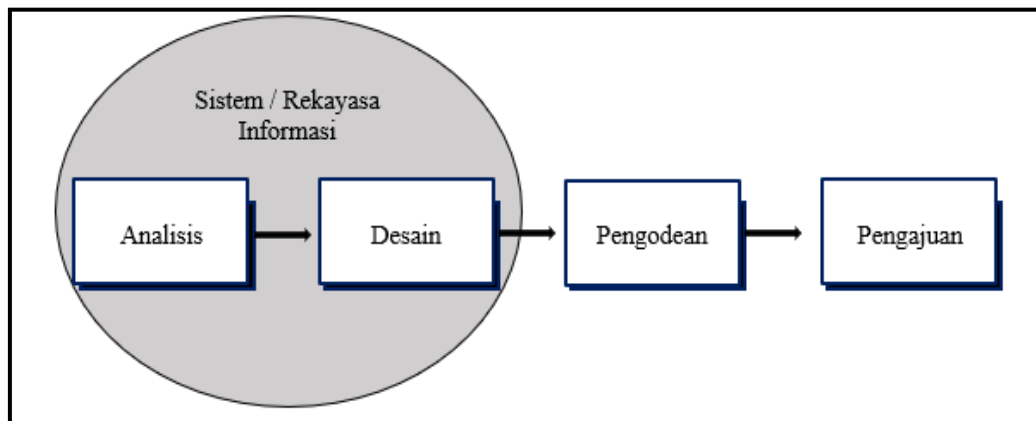 Sistem / Rekayasa
Informasi
Analisis
Desain
Pengodean
Pengajuan